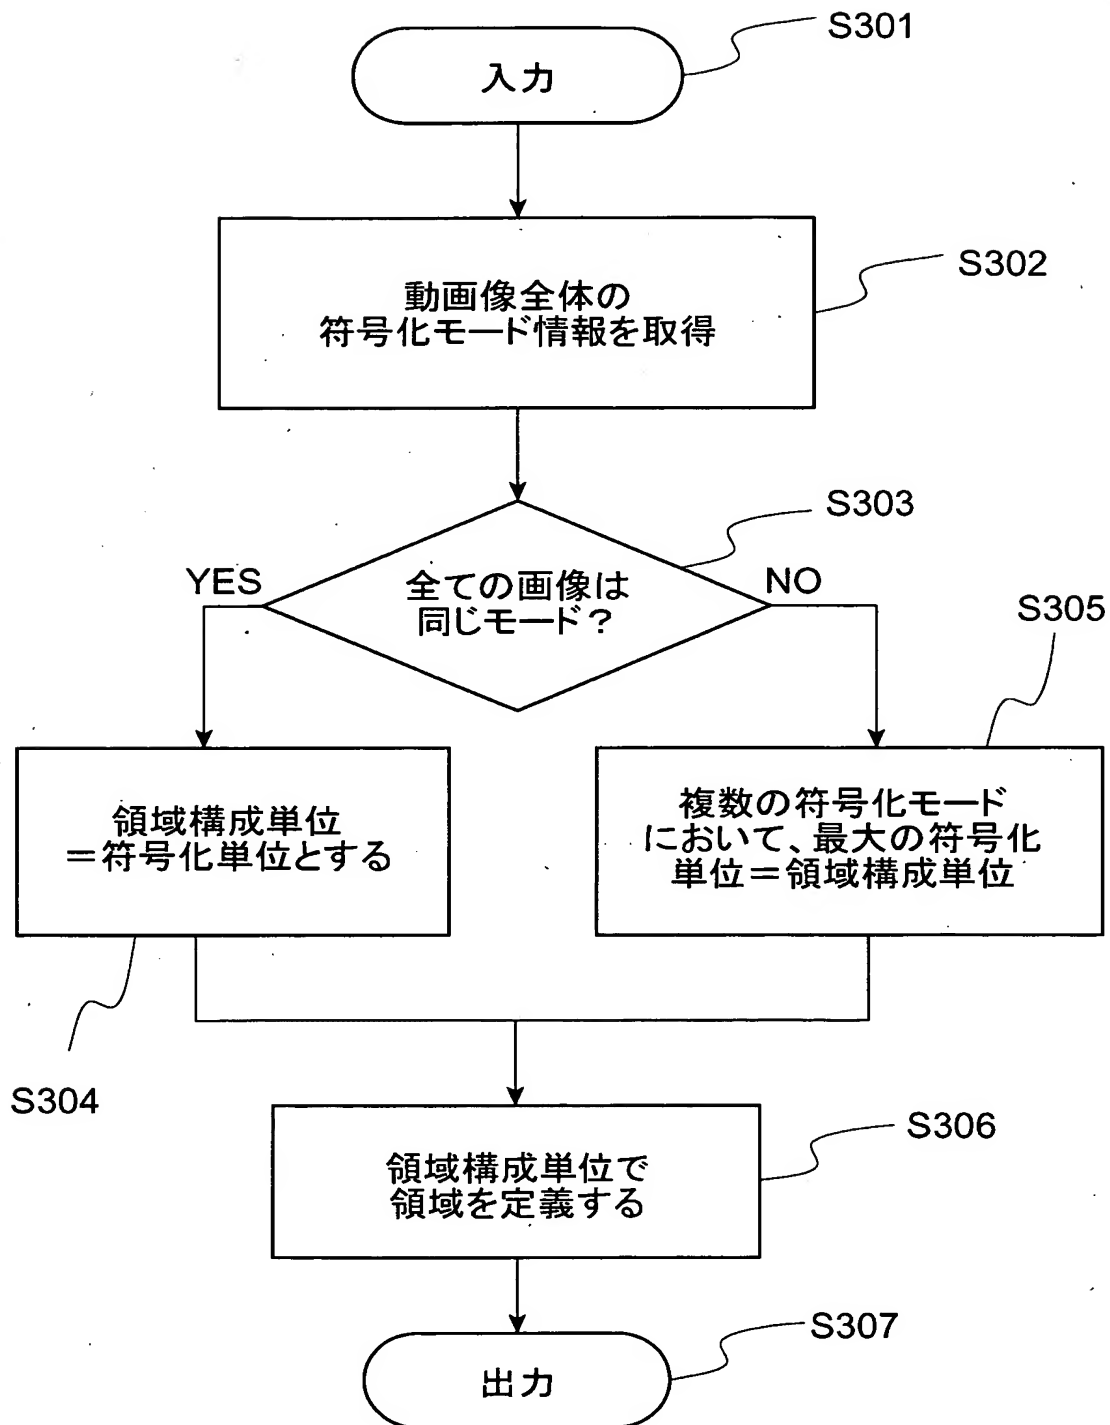 S301
入力
S302
動画像全体の
符号化モード情報を取得
S303
YES
全ての画像は
同じモード?
NO
S305
領域構成単位
=符号化単位とする
複数の符号化モード
において、最大の符号化
単位=領域構成単位
S304
S306
領域構成単位で
領域を定義する
S307
出力